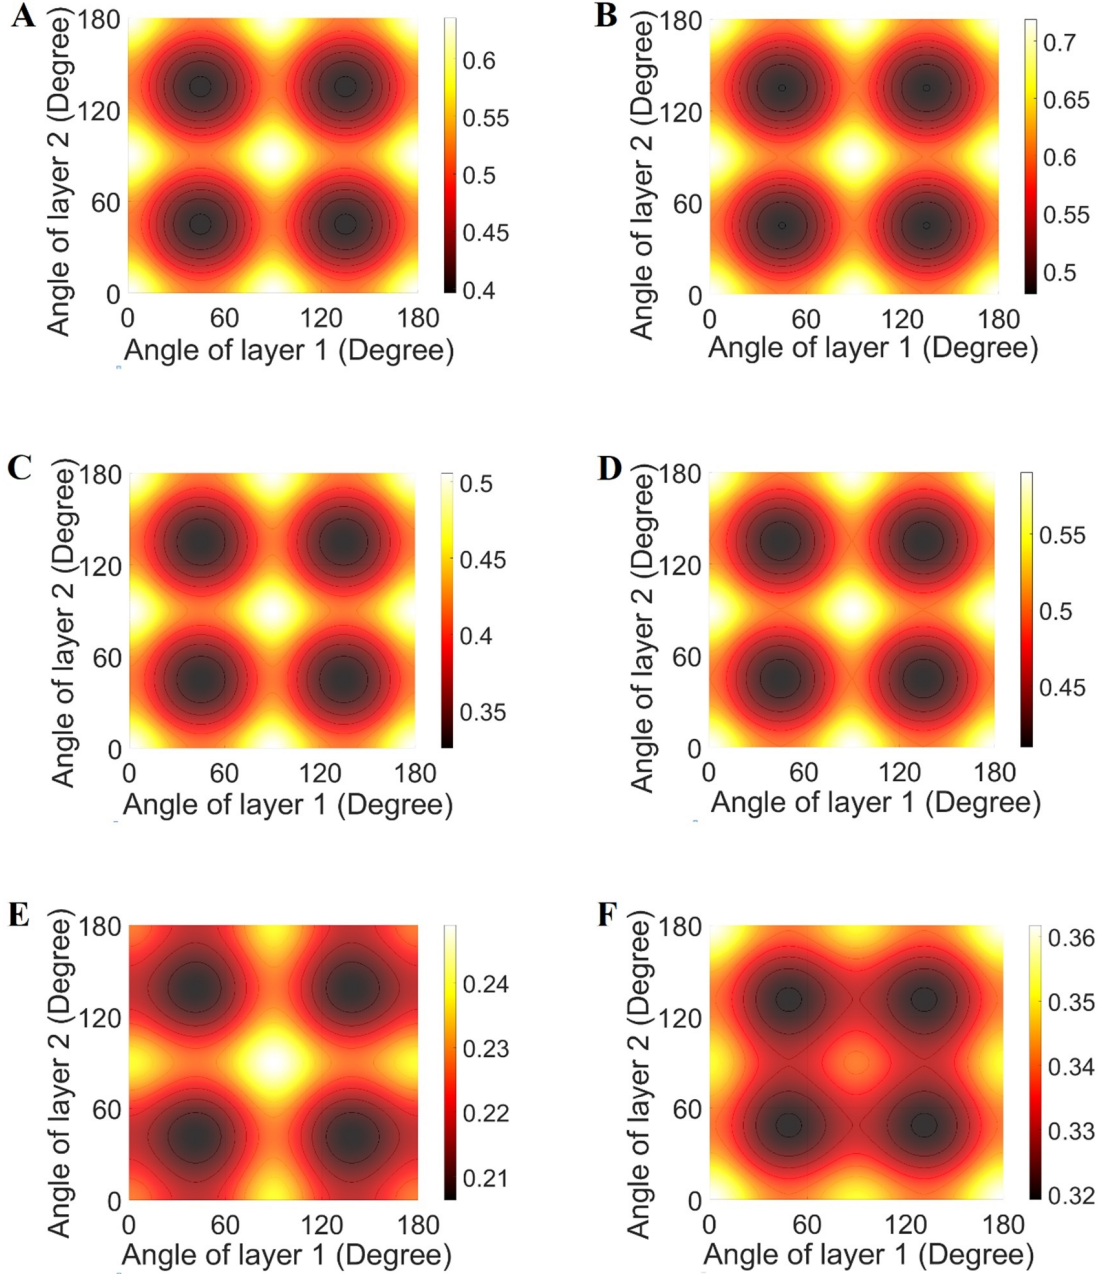 A
B
Angle of layer 2 (Degree)
180
120
60
0
0 60 120 180
Angle of layer 1 (Degree)
0.6
0.55
0.5
0.45
0.4
Angle of layer 2 (Degree)
180
120
60
0
0 60 120 180
Angle of layer 1 (Degree)
0.7
0.65
0.6
0.55
0.5
C
D
Angle of layer 2 (Degree)
180
120
60
0
0 60 120 180
Angle of layer 1 (Degree)
0.5
0.45
0.4
0.35
Angle of layer 2 (Degree)
180
120
60
0
0 60 120 180
Angle of layer 1 (Degree)
0.55
0.5
0.45
E
F
Angle of layer 2 (Degree)
180
120
60
0
0 60 120 180
Angle of layer 1 (Degree)
0.24
0.23
0.22
0.21
Angle of layer 2 (Degree)
180
120
60
0
0 60 120 180
Angle of layer 1 (Degree)
0.36
0.35
0.34
0.33
0.32